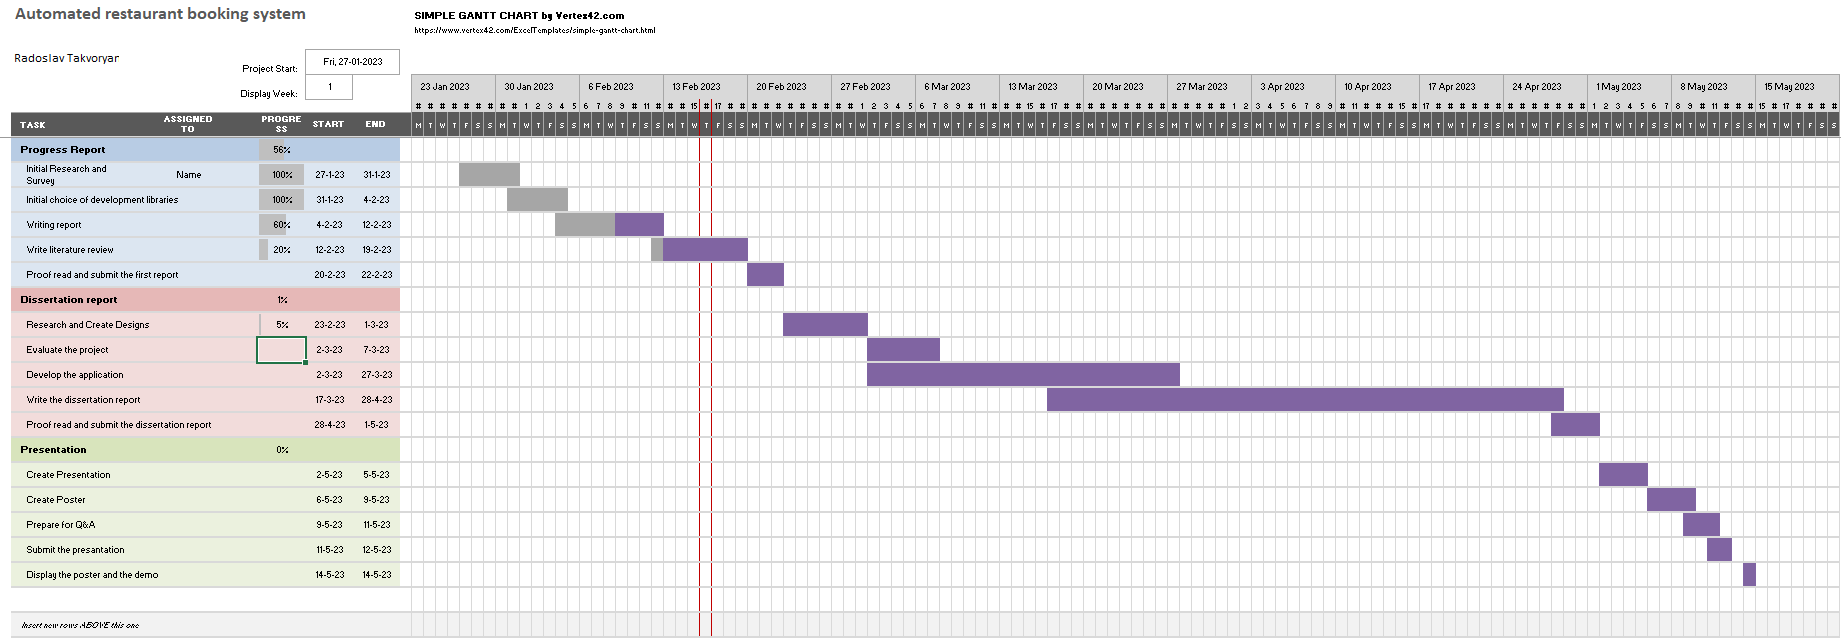 Automated restaurant booking system
SIMPLE GANTT CHART by Vertex42.com
https://www.vertex42.com/ExcelTemplates/simple-gantt-chart.html
Radoslav Takvoryan
Project Start: Fri, 27-01-2023
Display Week: 1
23 Jan 2023 30 Jan 2023 6 Feb 2023 13 Feb 2023 20 Feb 2023 27 Feb 2023 6 Mar 2023 13 Mar 2023 20 Mar 2023 27 Mar 2023 3 Apr 2023 10 Apr 2023 17 Apr 2023 24 Apr 2023 1 May 2023 8 May 2023 15 May 2023
TASK ASSIGNED TO PROGRESS START END
Progress Report 56%
Initial Research and
Survey Name 100% 27-1-23 31-1-23
Initial choice of development libraries 100% 31-1-23 4-2-23
Writing report 60% 4-2-23 12-2-23
Write literature review 20% 12-2-23 19-2-23
Proof read and submit the first report 20-2-23 22-2-23
Dissertation report 1%
Research and Create Designs 5% 23-2-23 1-3-23
Evaluate the project 2-3-23 7-3-23
Develop the application 2-3-23 27-3-23
Write the dissertation report 17-3-23 28-4-23
Proof read and submit the dissertation report 28-4-23 1-5-23
Presentation 0%
Create Presentation 2-5-23 5-5-23
Create Poster 6-5-23 9-5-23
Prepare for Q&A 9-5-23 11-5-23
Submit the presantation 11-5-23 12-5-23
Display the poster and the demo 14-5-23 14-5-23
Insert new rows ABOVE this one